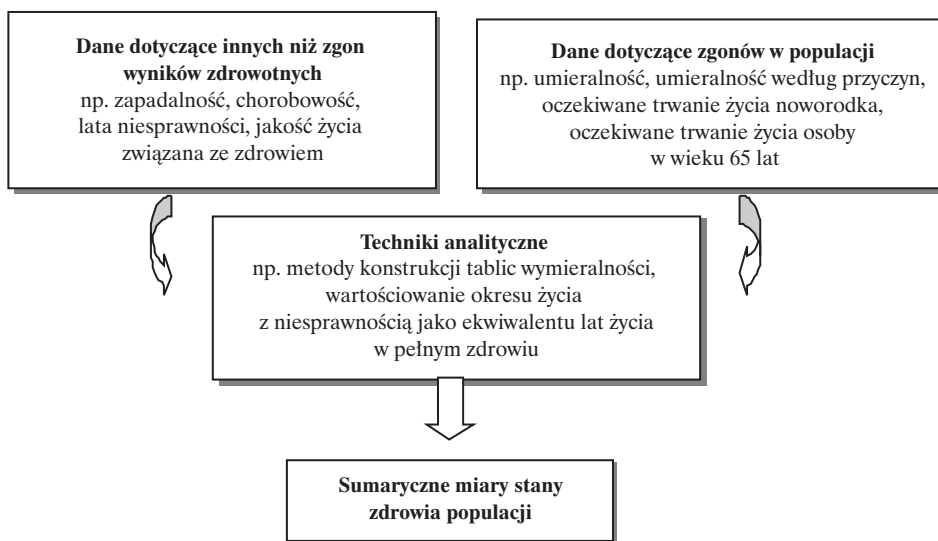 Dane dotyczące innych niż zgon
wyników zdrowotnych
np. zapadalność, chorobowość,
lata niesprawności, jakość życia
związana ze zdrowiem
Dane dotyczące zgonów w populacji
np. umieralność, umieralność według przyczyn,
oczekiwane trwanie życia noworodka,
oczekiwane trwanie życia osoby
w wieku 65 lat
Techniki analityczne
np. metody konstrukcji tablic wymieralności,
wartościowanie okresu życia
z niesprawnością jako ekwiwalentu lat życia
w pełnym zdrowiu
Sumaryczne miary stany
zdrowia populacji